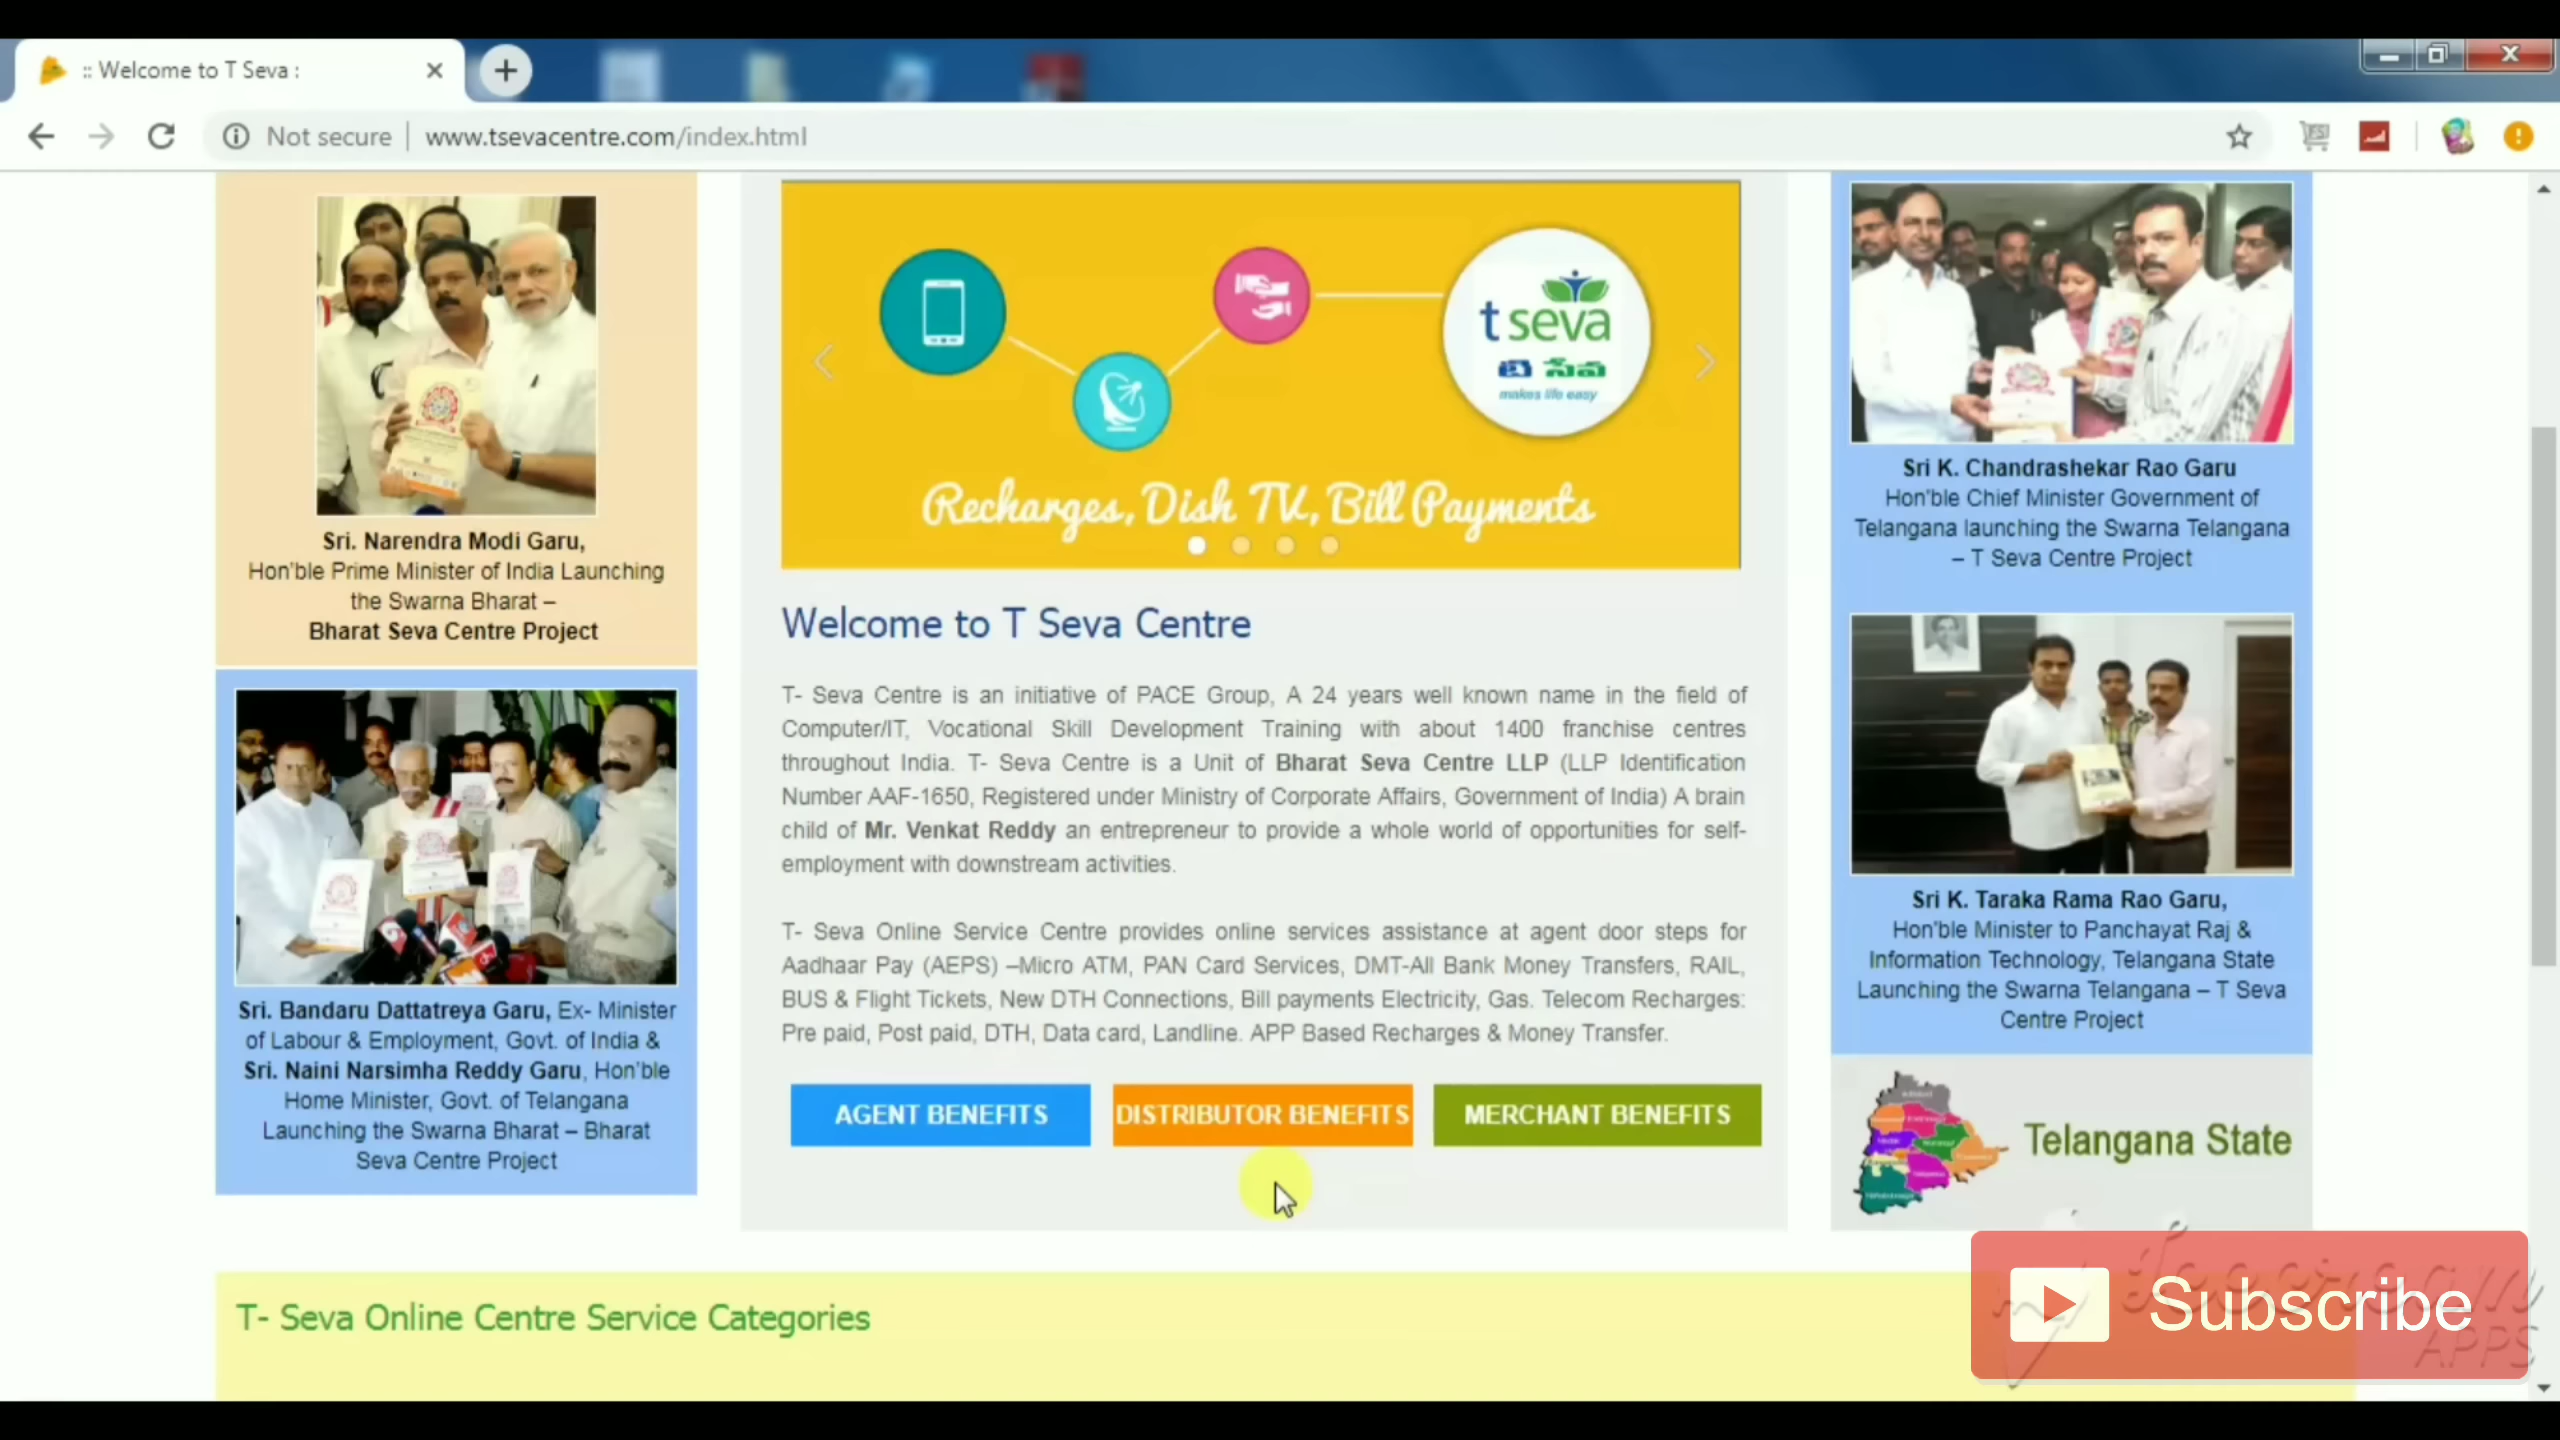 :: Welcome to T Seva :
Not secure
www.tsevacentre.com/index.html
Sri. Narendra Modi Garu,
Hon'ble Prime Minister of India Launching
the Swarna Bharat –
Bharat Seva Centre Project
Sri. Bandaru Dattatreya Garu, Ex- Minister
of Labour & Employment, Govt. of India &
Sri. Naini Narsimha Reddy Garu, Hon'ble
Home Minister, Govt. of Telangana
Launching the Swarna Bharat – Bharat
Seva Centre Project
t seva
టి సేవ
makes life easy
Recharges, Dish TV, Bill Payments
Welcome to T Seva Centre
T- Seva Centre is an initiative of PACE Group, A 24 years well known name in the field of
Computer/IT, Vocational Skill Development Training with about 1400 franchise centres
throughout India. T- Seva Centre is a Unit of Bharat Seva Centre LLP (LLP Identification
Number AAF-1650, Registered under Ministry of Corporate Affairs, Government of India) A brain
child of Mr. Venkat Reddy an entrepreneur to provide a whole world of opportunities for self-
employment with downstream activities.
T- Seva Online Service Centre provides online services assistance at agent door steps for
Aadhaar Pay (AEPS) –Micro ATM, PAN Card Services, DMT-All Bank Money Transfers, RAIL,
BUS & Flight Tickets, New DTH Connections, Bill payments Electricity, Gas. Telecom Recharges:
Pre paid, Post paid, DTH, Data card, Landline. APP Based Recharges & Money Transfer.
AGENT BENEFITS
DISTRIBUTOR BENEFITS
MERCHANT BENEFITS
Sri K. Chandrashekar Rao Garu
Hon'ble Chief Minister Government of
Telangana launching the Swarna Telangana
– T Seva Centre Project
Sri K. Taraka Rama Rao Garu,
Hon'ble Minister to Panchayat Raj &
Information Technology, Telangana State
Launching the Swarna Telangana – T Seva
Centre Project
Telangana State
T- Seva Online Centre Service Categories
Subscribe
APPS